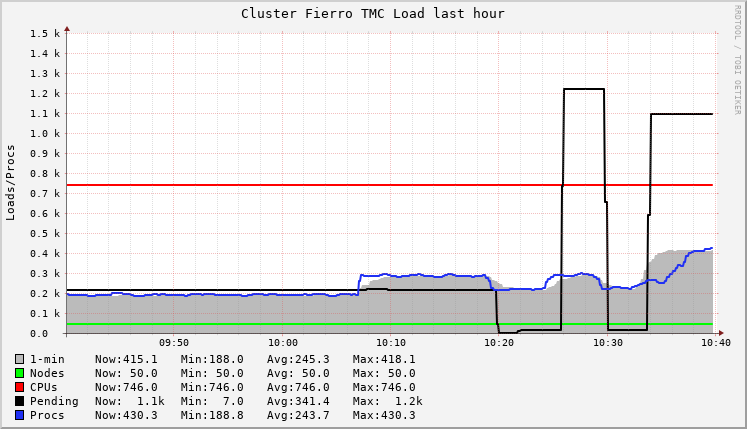 Cluster Fierro TMC Load last hour
RRDTOOL / TOBI OETIKER
Loads/Procs
1.5 k
1.4 k
1.3 k
1.2 k
1.1 k
1.0 k
0.9 k
0.8 k
0.7 k
0.6 k
0.5 k
0.4 k
0.3 k
0.2 k
0.1 k
0.0
09:50 10:00 10:10 10:20 10:30 10:40
1-min Now:415.1 Min:188.0 Avg:245.3 Max:418.1
Nodes Now: 50.0 Min: 50.0 Avg: 50.0 Max: 50.0
CPUs Now:746.0 Min:746.0 Avg:746.0 Max:746.0
Pending Now: 1.1k Min: 7.0 Avg:341.4 Max: 1.2k
Procs Now:430.3 Min:188.8 Avg:243.7 Max:430.3